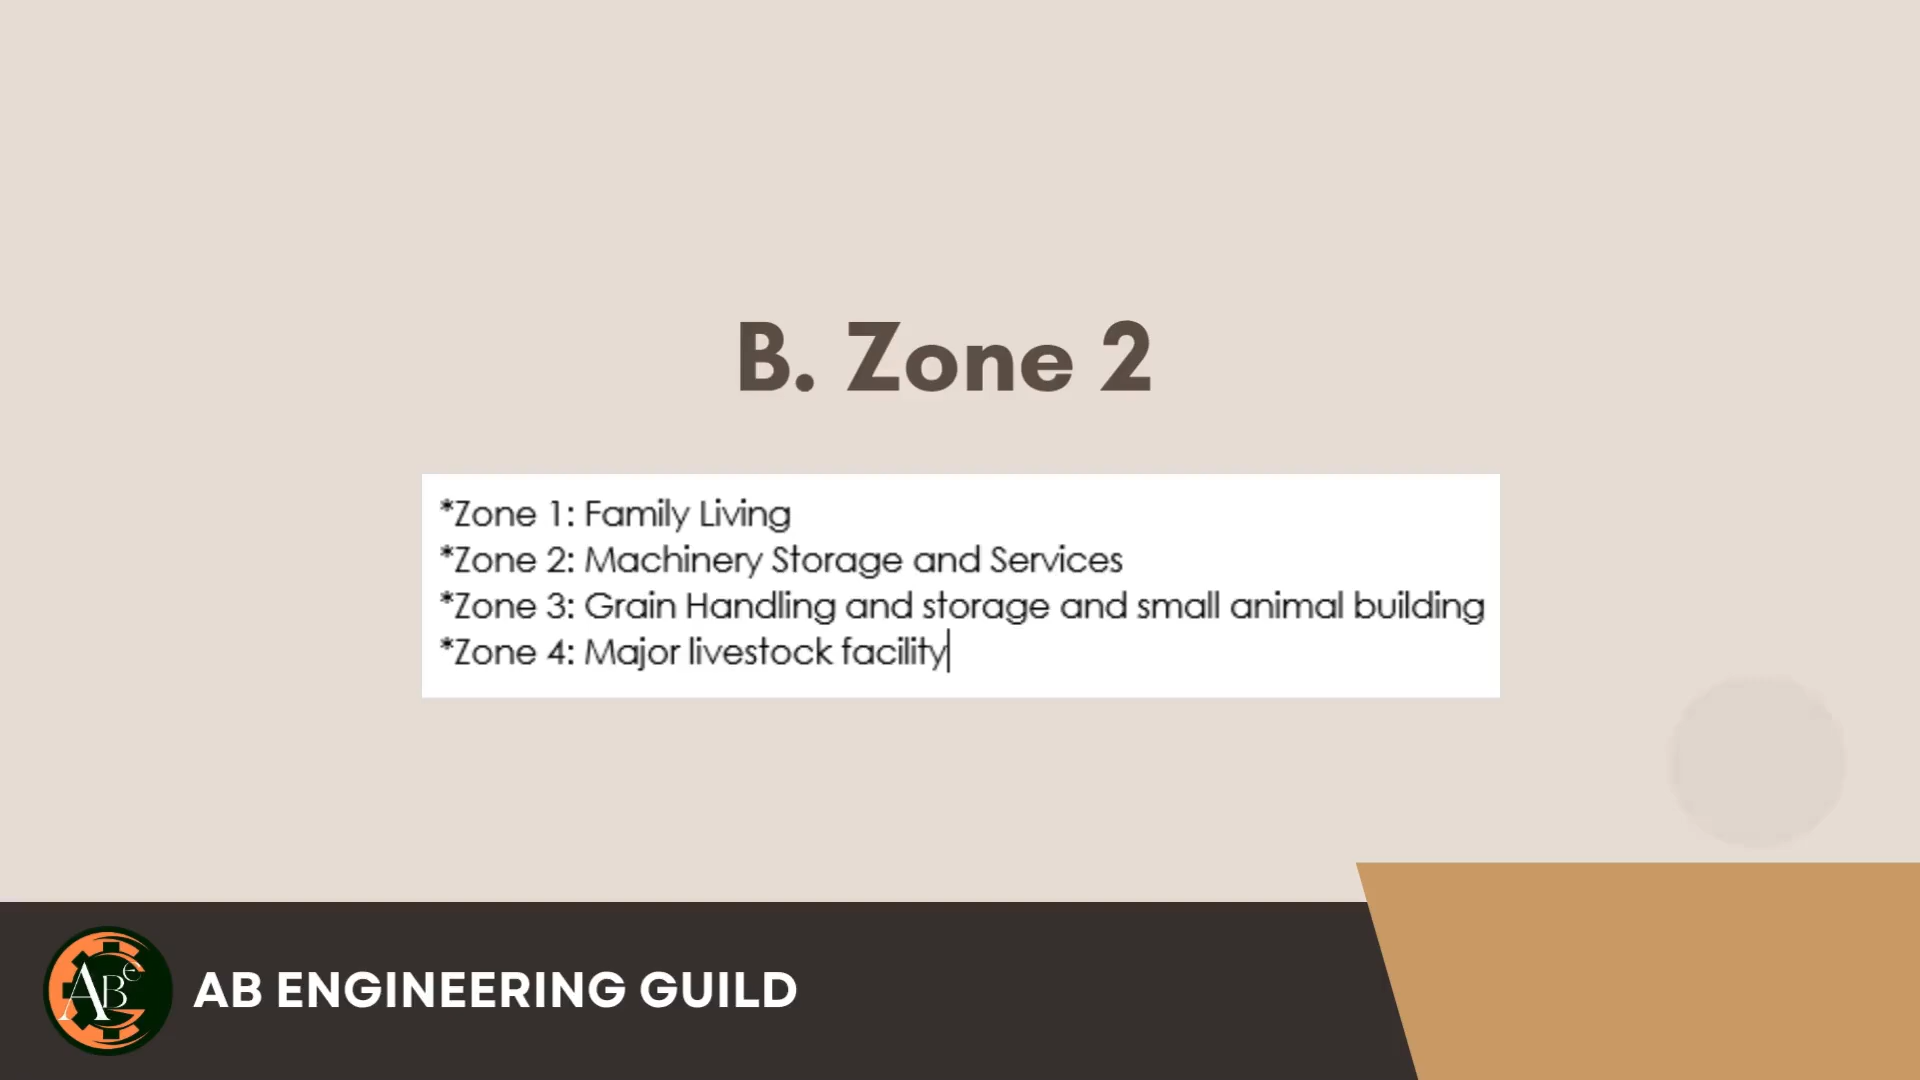 B. Zone 2
*Zone 1: Family Living
*Zone 2: Machinery Storage and Services
*Zone 3: Grain Handling and storage and small animal building
*Zone 4: Major livestock facility
ABe
AB ENGINEERING GUILD